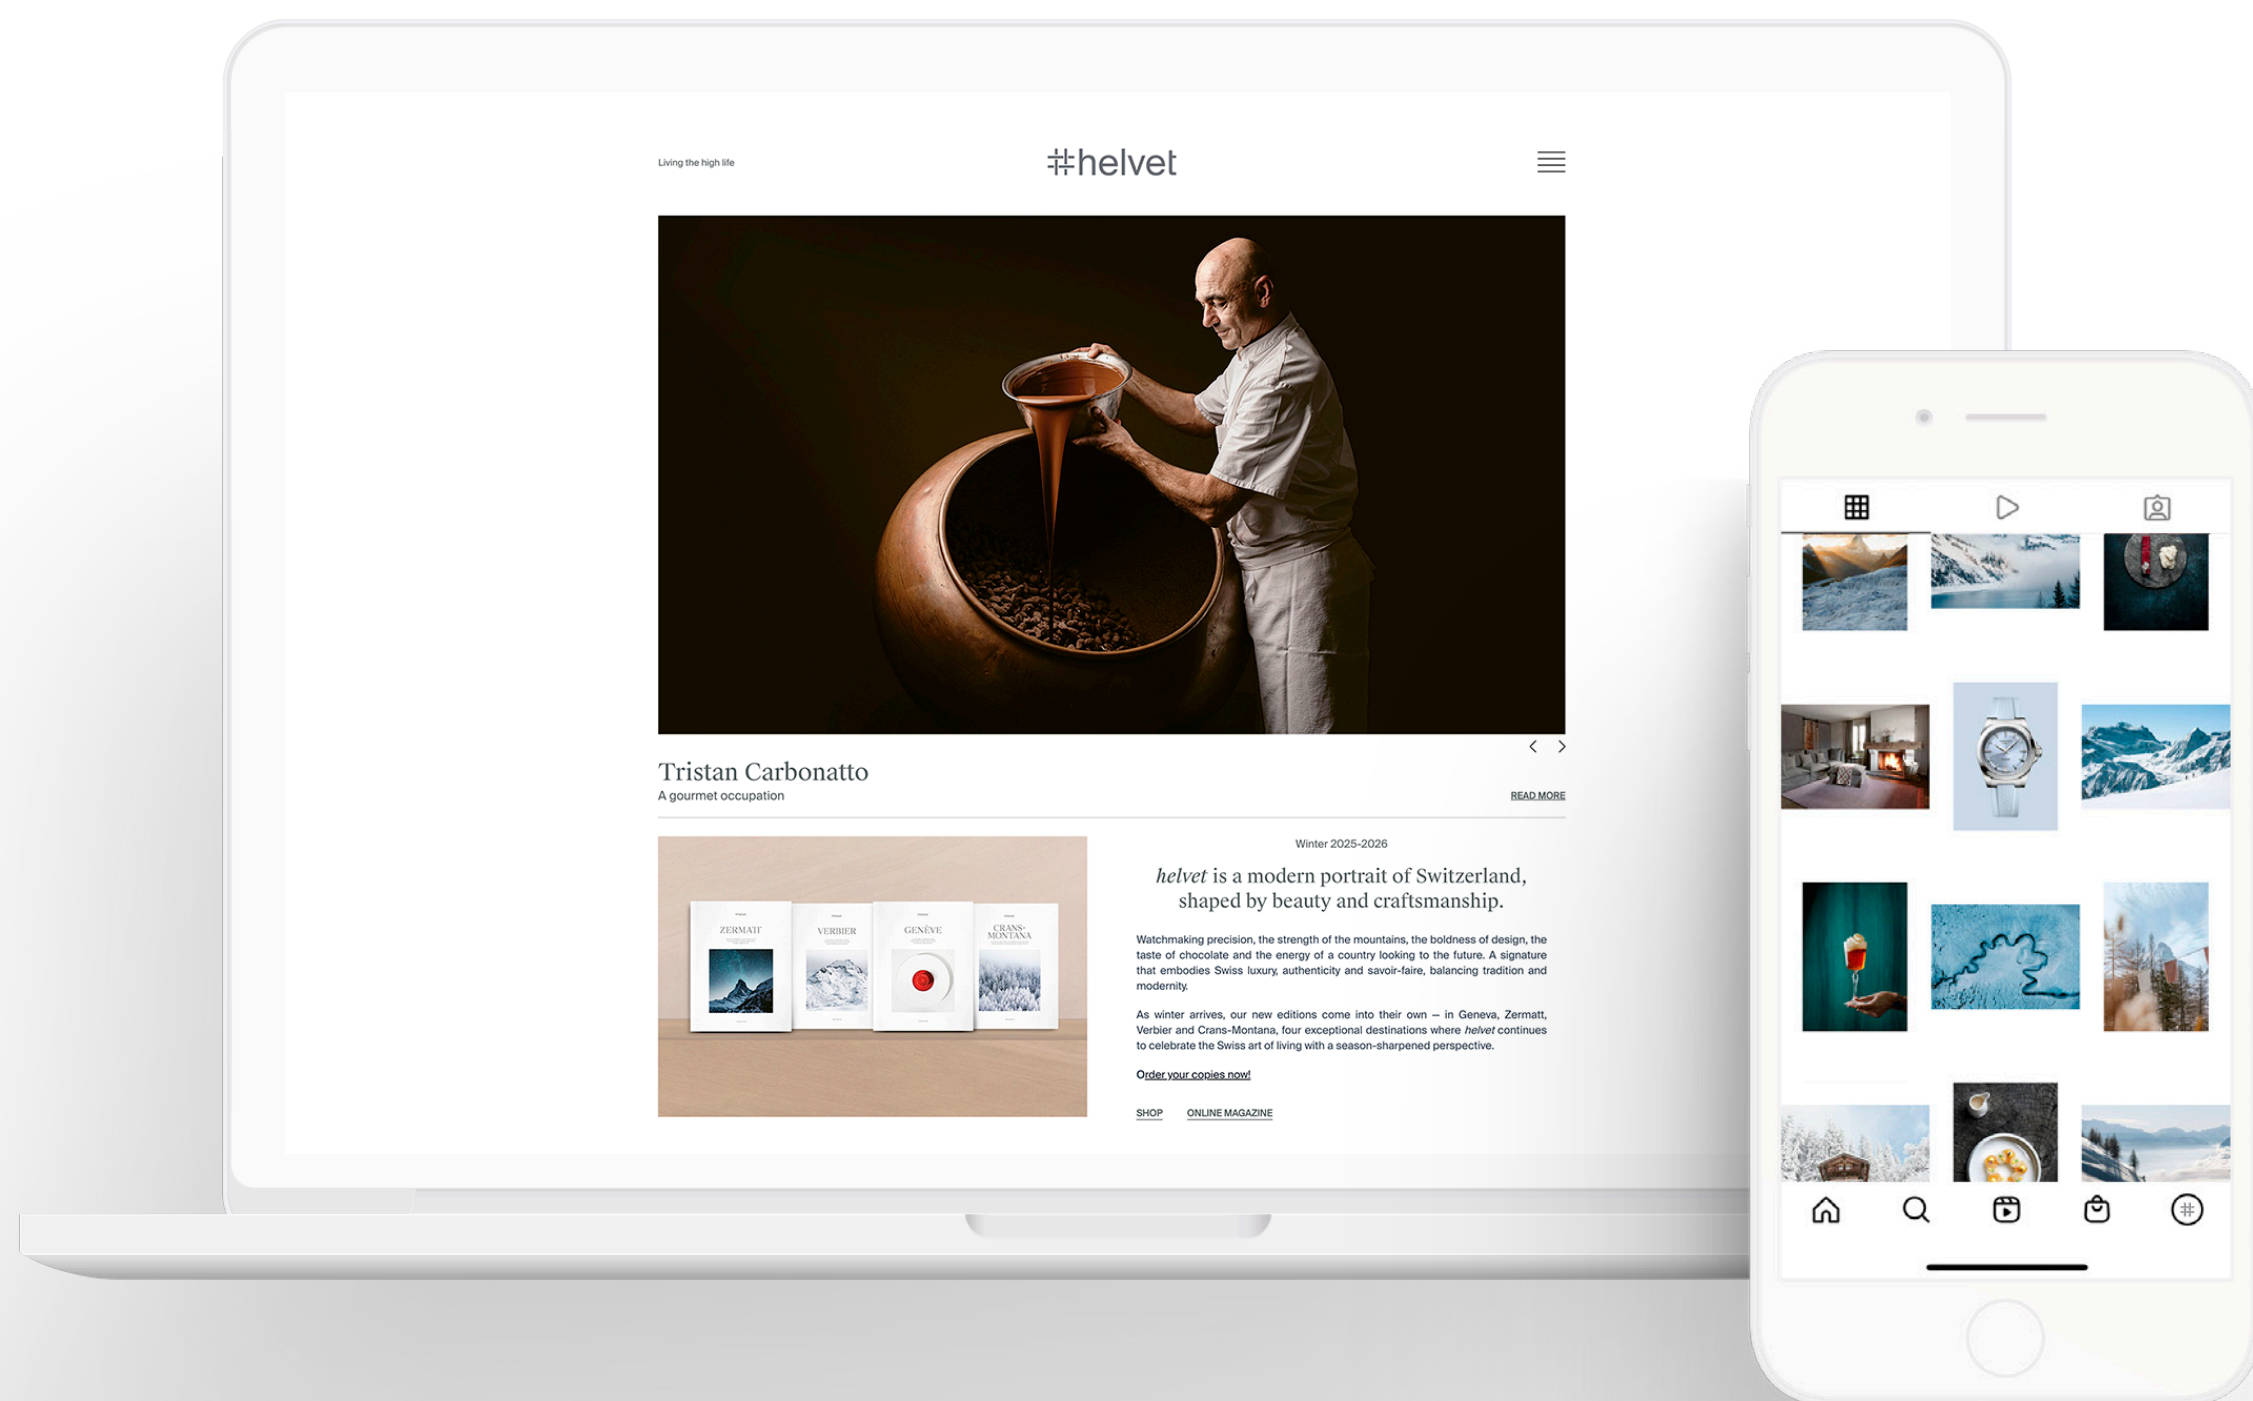 Living the high life
#helvet
Tristan Carbonatto
A gourmet occupation
READ MORE
ZERMATT
VERBIER
GENÈVE
CRANS-
MONTANA
Winter 2025-2026
helvet is a modern portrait of Switzerland,
shaped by beauty and craftsmanship.
Watchmaking precision, the strength of the mountains, the boldness of design, the
taste of chocolate and the energy of a country looking to the future. A signature
that embodies Swiss luxury, authenticity and savoir-faire, balancing tradition and
modernity.
As winter arrives, our new editions come into their own — in Geneva, Zermatt,
Verbier and Crans-Montana, four exceptional destinations where helvet continues
to celebrate the Swiss art of living with a season-sharpened perspective.
Order your copies now!
SHOP ONLINE MAGAZINE
#